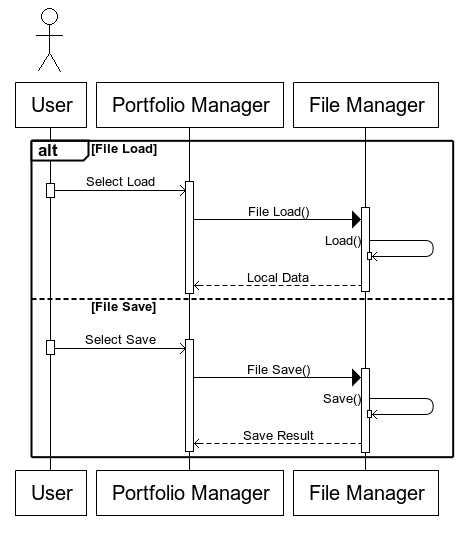 User
Portfolio Manager
File Manager
alt
[File Load]
Select Load
File Load()
Load()
Local Data
[File Save]
Select Save
File Save()
Save()
Save Result
User
Portfolio Manager
File Manager